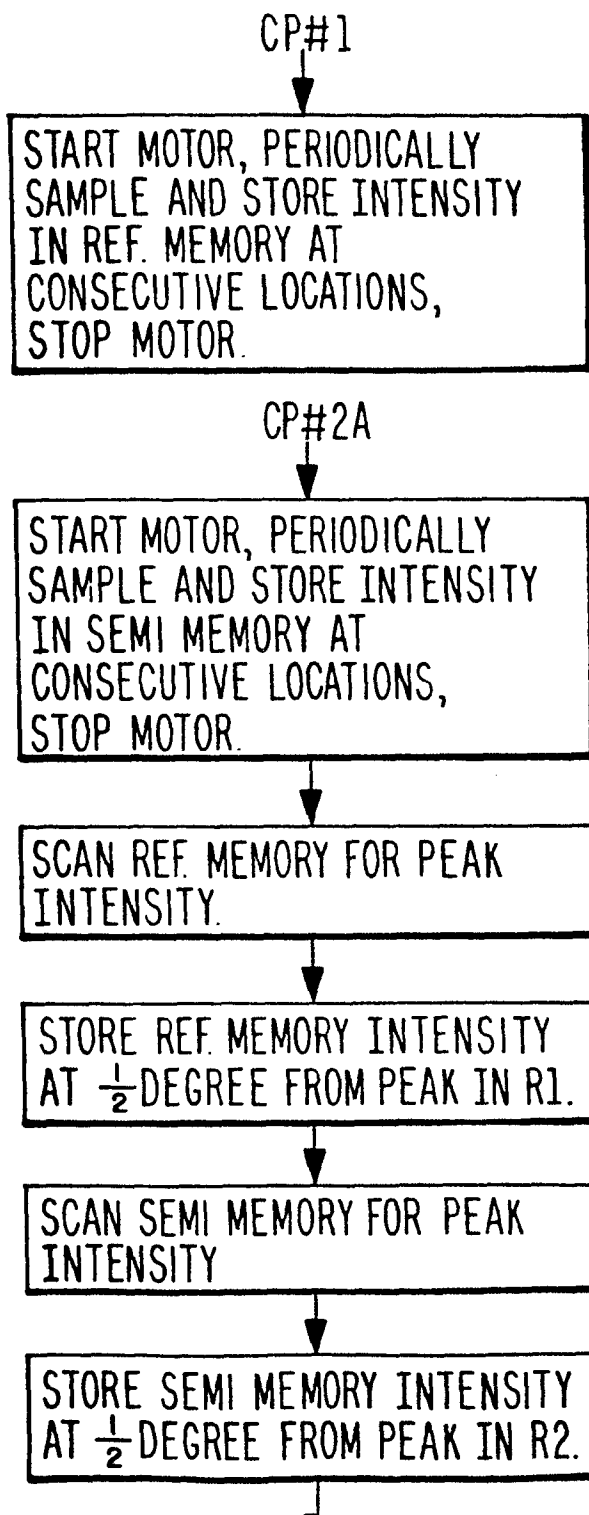 CP#1
START MOTOR, PERIODICALLY
SAMPLE AND STORE INTENSITY
IN REF. MEMORY AT
CONSECUTIVE LOCATIONS,
STOP MOTOR.
CP#2A
START MOTOR, PERIODICALLY
SAMPLE AND STORE INTENSITY
IN SEMI MEMORY AT
CONSECUTIVE LOCATIONS,
STOP MOTOR.
SCAN REF. MEMORY FOR PEAK
INTENSITY.
STORE REF. MEMORY INTENSITY
AT 1/2 DEGREE FROM PEAK IN R1.
SCAN SEMI MEMORY FOR PEAK
INTENSITY
STORE SEMI MEMORY INTENSITY
AT 1/2 DEGREE FROM PEAK IN R2.